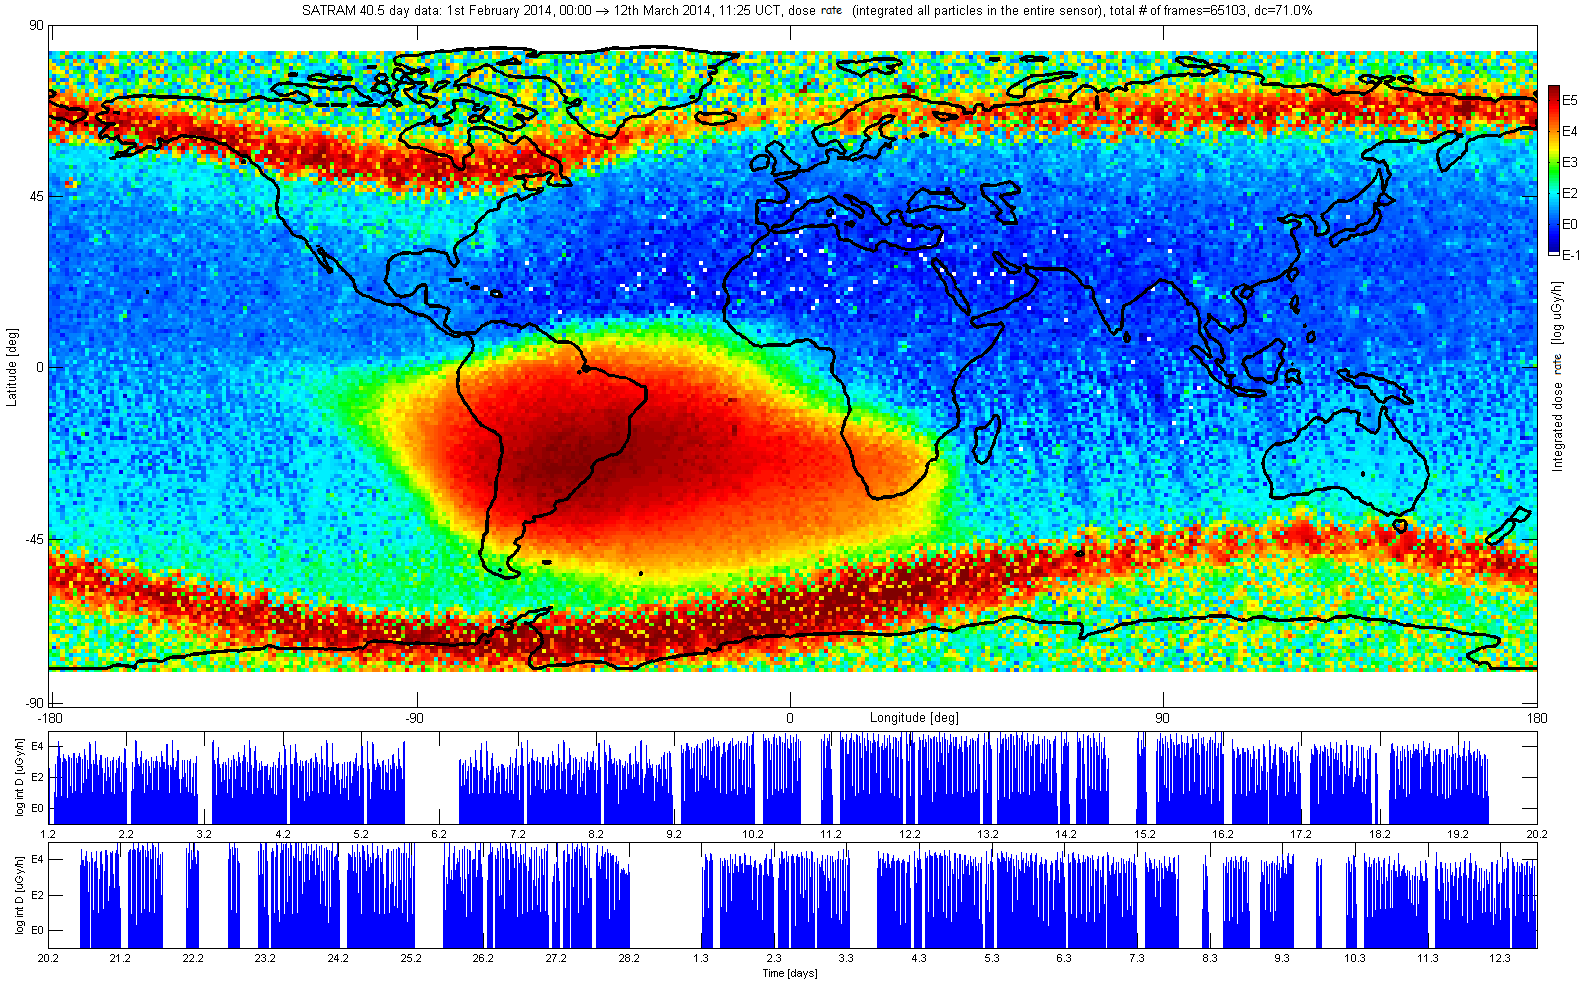 SATRAM 40.5 day data: 1st February 2014, 00:00 → 12th March 2014, 11:25 UCT, dose rate (integrated all particles in the entire sensor), total # of frames=65103, dc=71.0%
90
45
0
-45
-90
Latitude [deg]
-180
-90
0
Longitude [deg]
90
180
E5
E4
E3
E2
E0
E-1
Integrated dose rate [log uGy/h]
log int D [uGy/h]
E4
E2
E0
1.2 2.2 3.2 4.2 5.2 6.2 7.2 8.2 9.2 10.2 11.2 12.2 13.2 14.2 15.2 16.2 17.2 18.2 19.2 20.2
log int D [uGy/h]
E4
E2
E0
20.2 21.2 22.2 23.2 24.2 25.2 26.2 27.2 28.2 1.3 2.3 3.3 4.3 5.3 6.3 7.3 8.3 9.3 10.3 11.3 12.3
Time [days]